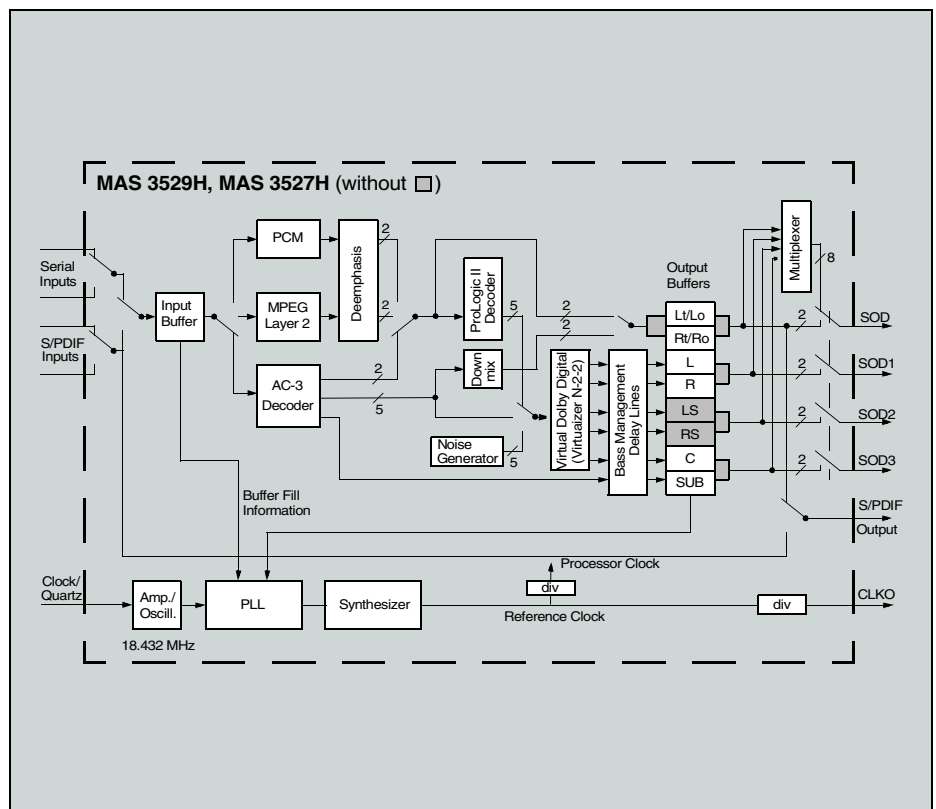 MAS 3529H, MAS 3527H (without )
Serial
Inputs
S/PDIF
Inputs
Input
Buffer
PCM
MPEG
Layer 2
Deemphasis
2
2
AC-3
Decoder
2
5
ProLogic II
Decoder
5
Down
mix
Noise
Generator
5
2
2
Virtual Dolby Digital
(Virtuaizer N-2-2)
Bass Management
Delay Lines
Output
Buffers
Lt/Lo
Rt/Ro
L
R
LS
RS
C
SUB
Multiplexer
8
2
SOD
2
SOD1
2
SOD2
2
SOD3
S/PDIF
Output
Buffer Fill
Information
Clock/
Quartz
Amp./
Oscill.
18.432 MHz
PLL
Synthesizer
Processor Clock
div
Reference Clock
div
CLKO